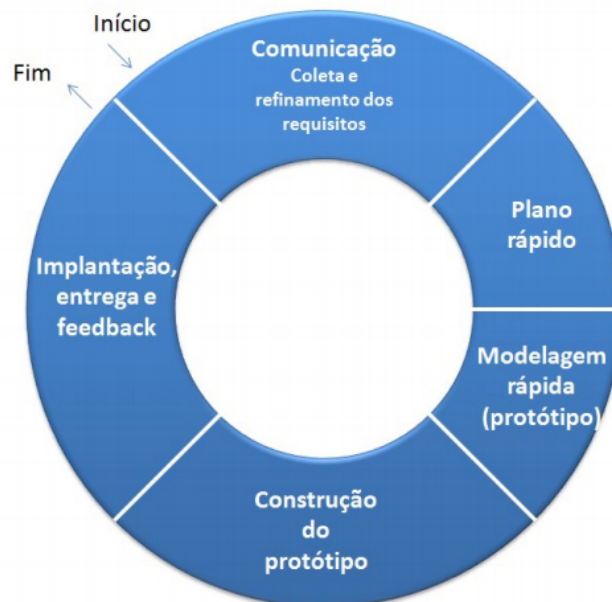 Início
Fim
Comunicação
Coleta e
refinamento dos
requisitos
Plano
rápido
Modelagem
rápida
(protótipo)
Construção
do
protótipo
Implantação,
entrega e
feedback